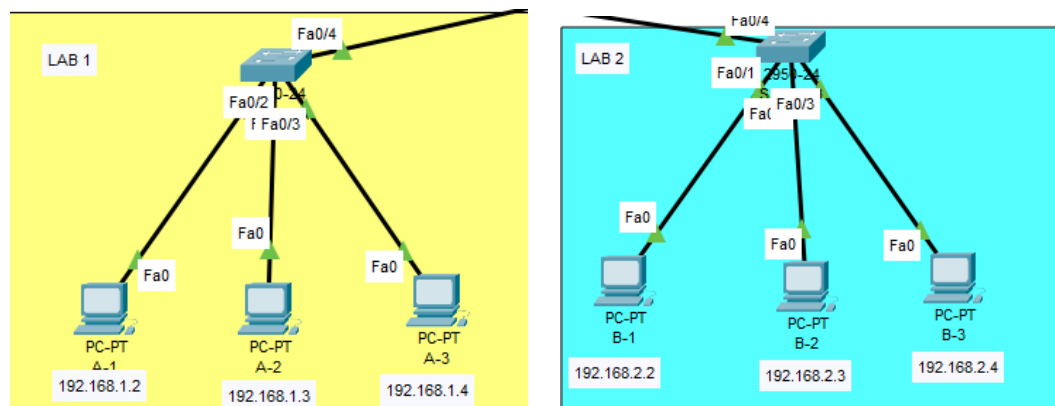 LAB 1
Fa0/4
0-24
Fa0/2
Fa0/3
Fa0
Fa0
Fa0
PC-PT
A-1
PC-PT
A-2
PC-PT
A-3
192.168.1.2
192.168.1.3
192.168.1.4
LAB 2
Fa0/4
Fa0/1
2950-24
Fa0/3
Fa0
Fa0
Fa0
PC-PT
B-1
PC-PT
B-2
PC-PT
B-3
192.168.2.2
192.168.2.3
192.168.2.4